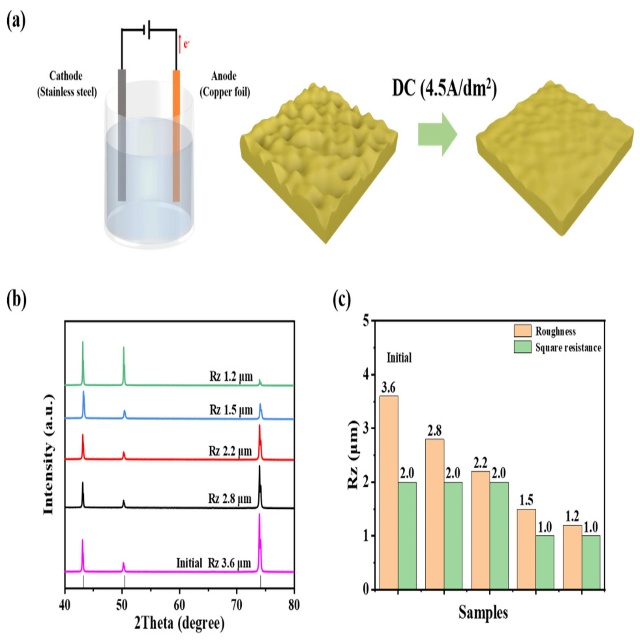 (a)
e⁻
Cathode
(Stainless steel)
Anode
(Copper foil)
DC (4.5A/dm²)
(b)
Intensity (a.u.)
Rz 1.2 μm
Rz 1.5 μm
Rz 2.2 μm
Rz 2.8 μm
Initial Rz 3.6 μm
40 50 60 70 80
2Theta (degree)
(c)
Rz (μm)
5
4
3
2
1
0
Roughness
Square resistance
Initial
3.6 2.0
2.8 2.0
2.2 2.0
1.5 1.0
1.2 1.0
Samples